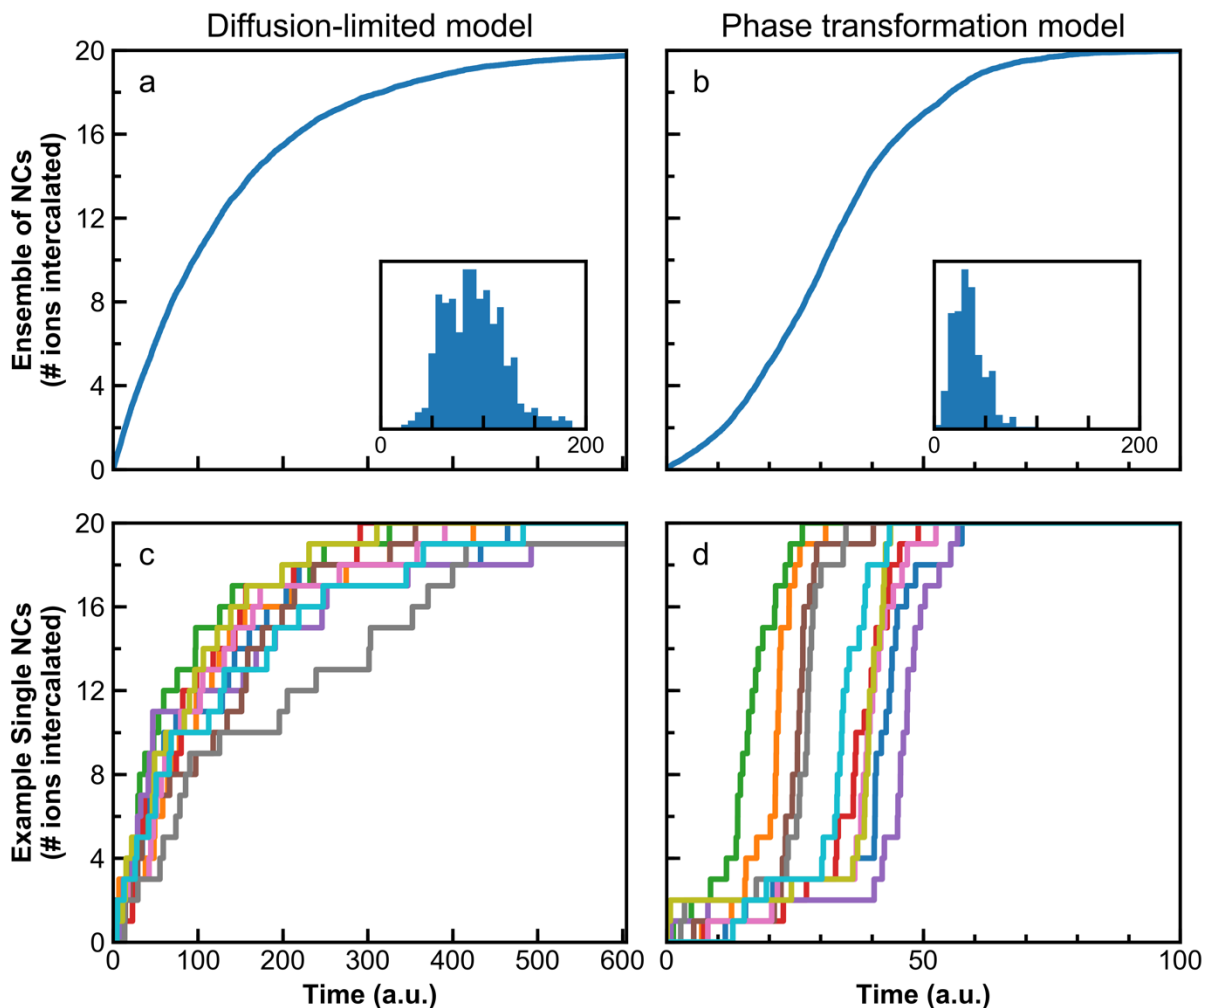 Diffusion-limited model
Phase transformation model
Ensemble of NCs
(# ions intercalated)
20
16
12
8
4
0
a
0
200
b
0
200
Example Single NCs
(# ions intercalated)
20
16
12
8
4
0
c
0
100
200
300
400
500
600
Time (a.u.)
d
0
50
100
Time (a.u.)